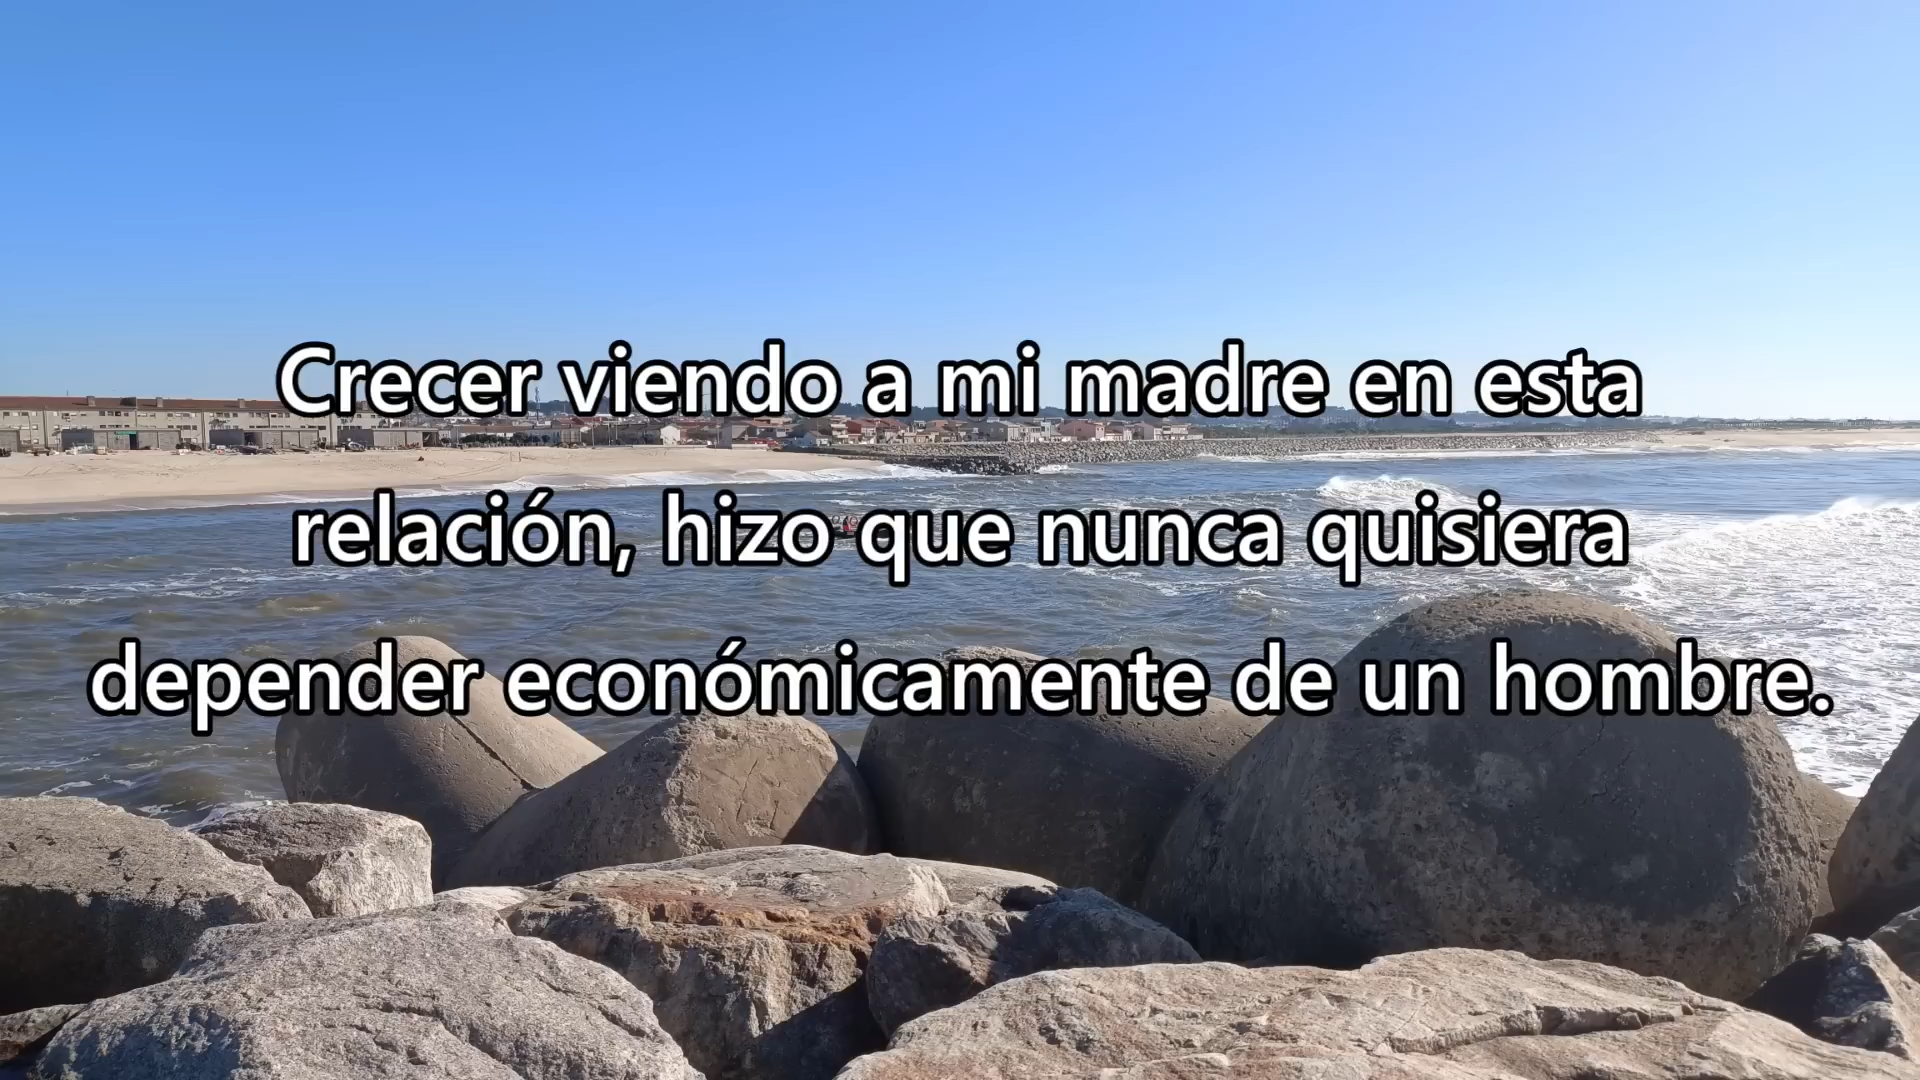 Crecer viendo a mi madre en esta
relación, hizo que nunca quisiera
depender económicamente de un hombre.